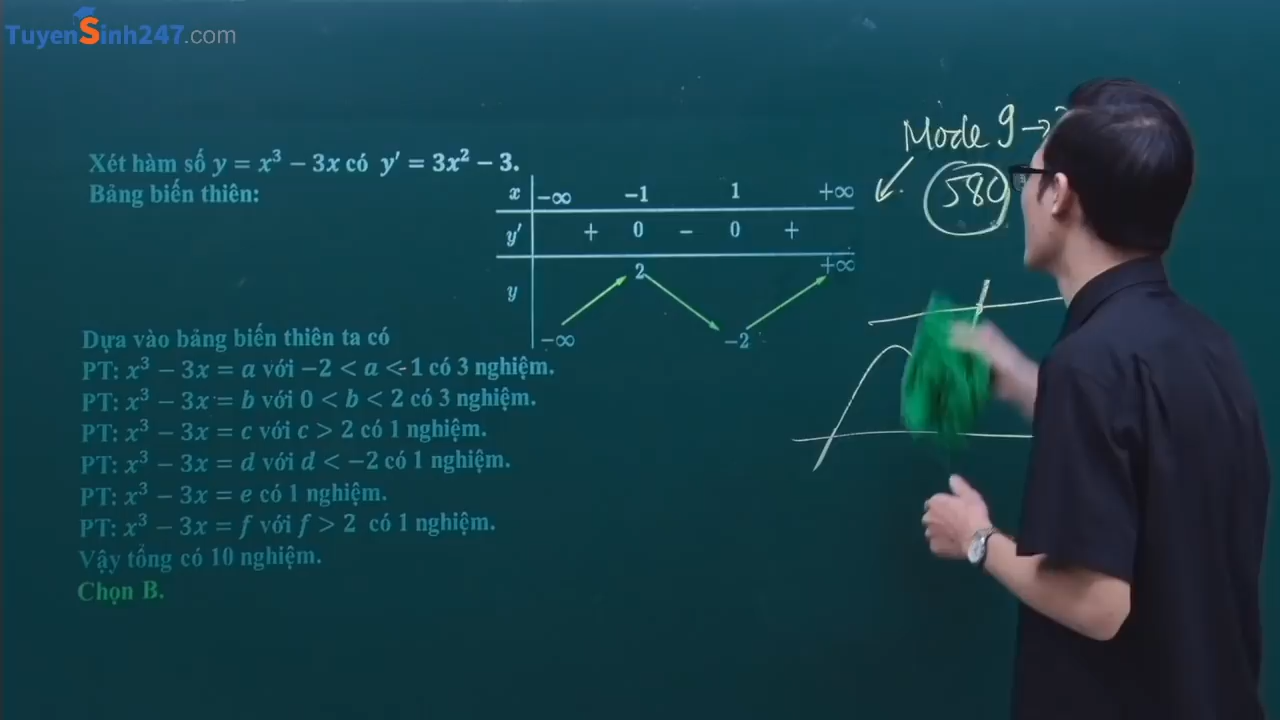 TuyenSinh247.com
Mode 9 →
580
Xét hàm số y = x³ − 3x có y′ = 3x² − 3.
Bảng biến thiên:
x −∞ −1 1 +∞
y′ + 0 − 0 +
y −∞ 2 −2 +∞
Dựa vào bảng biến thiên ta có
PT: x³ − 3x = a với −2 < a < −1 có 3 nghiệm.
PT: x³ − 3x = b với 0 < b < 2 có 3 nghiệm.
PT: x³ − 3x = c với c > 2 có 1 nghiệm.
PT: x³ − 3x = d với d < −2 có 1 nghiệm.
PT: x³ − 3x = e có 1 nghiệm.
PT: x³ − 3x = f với f > 2 có 1 nghiệm.
Vậy tổng có 10 nghiệm.
Chọn B.